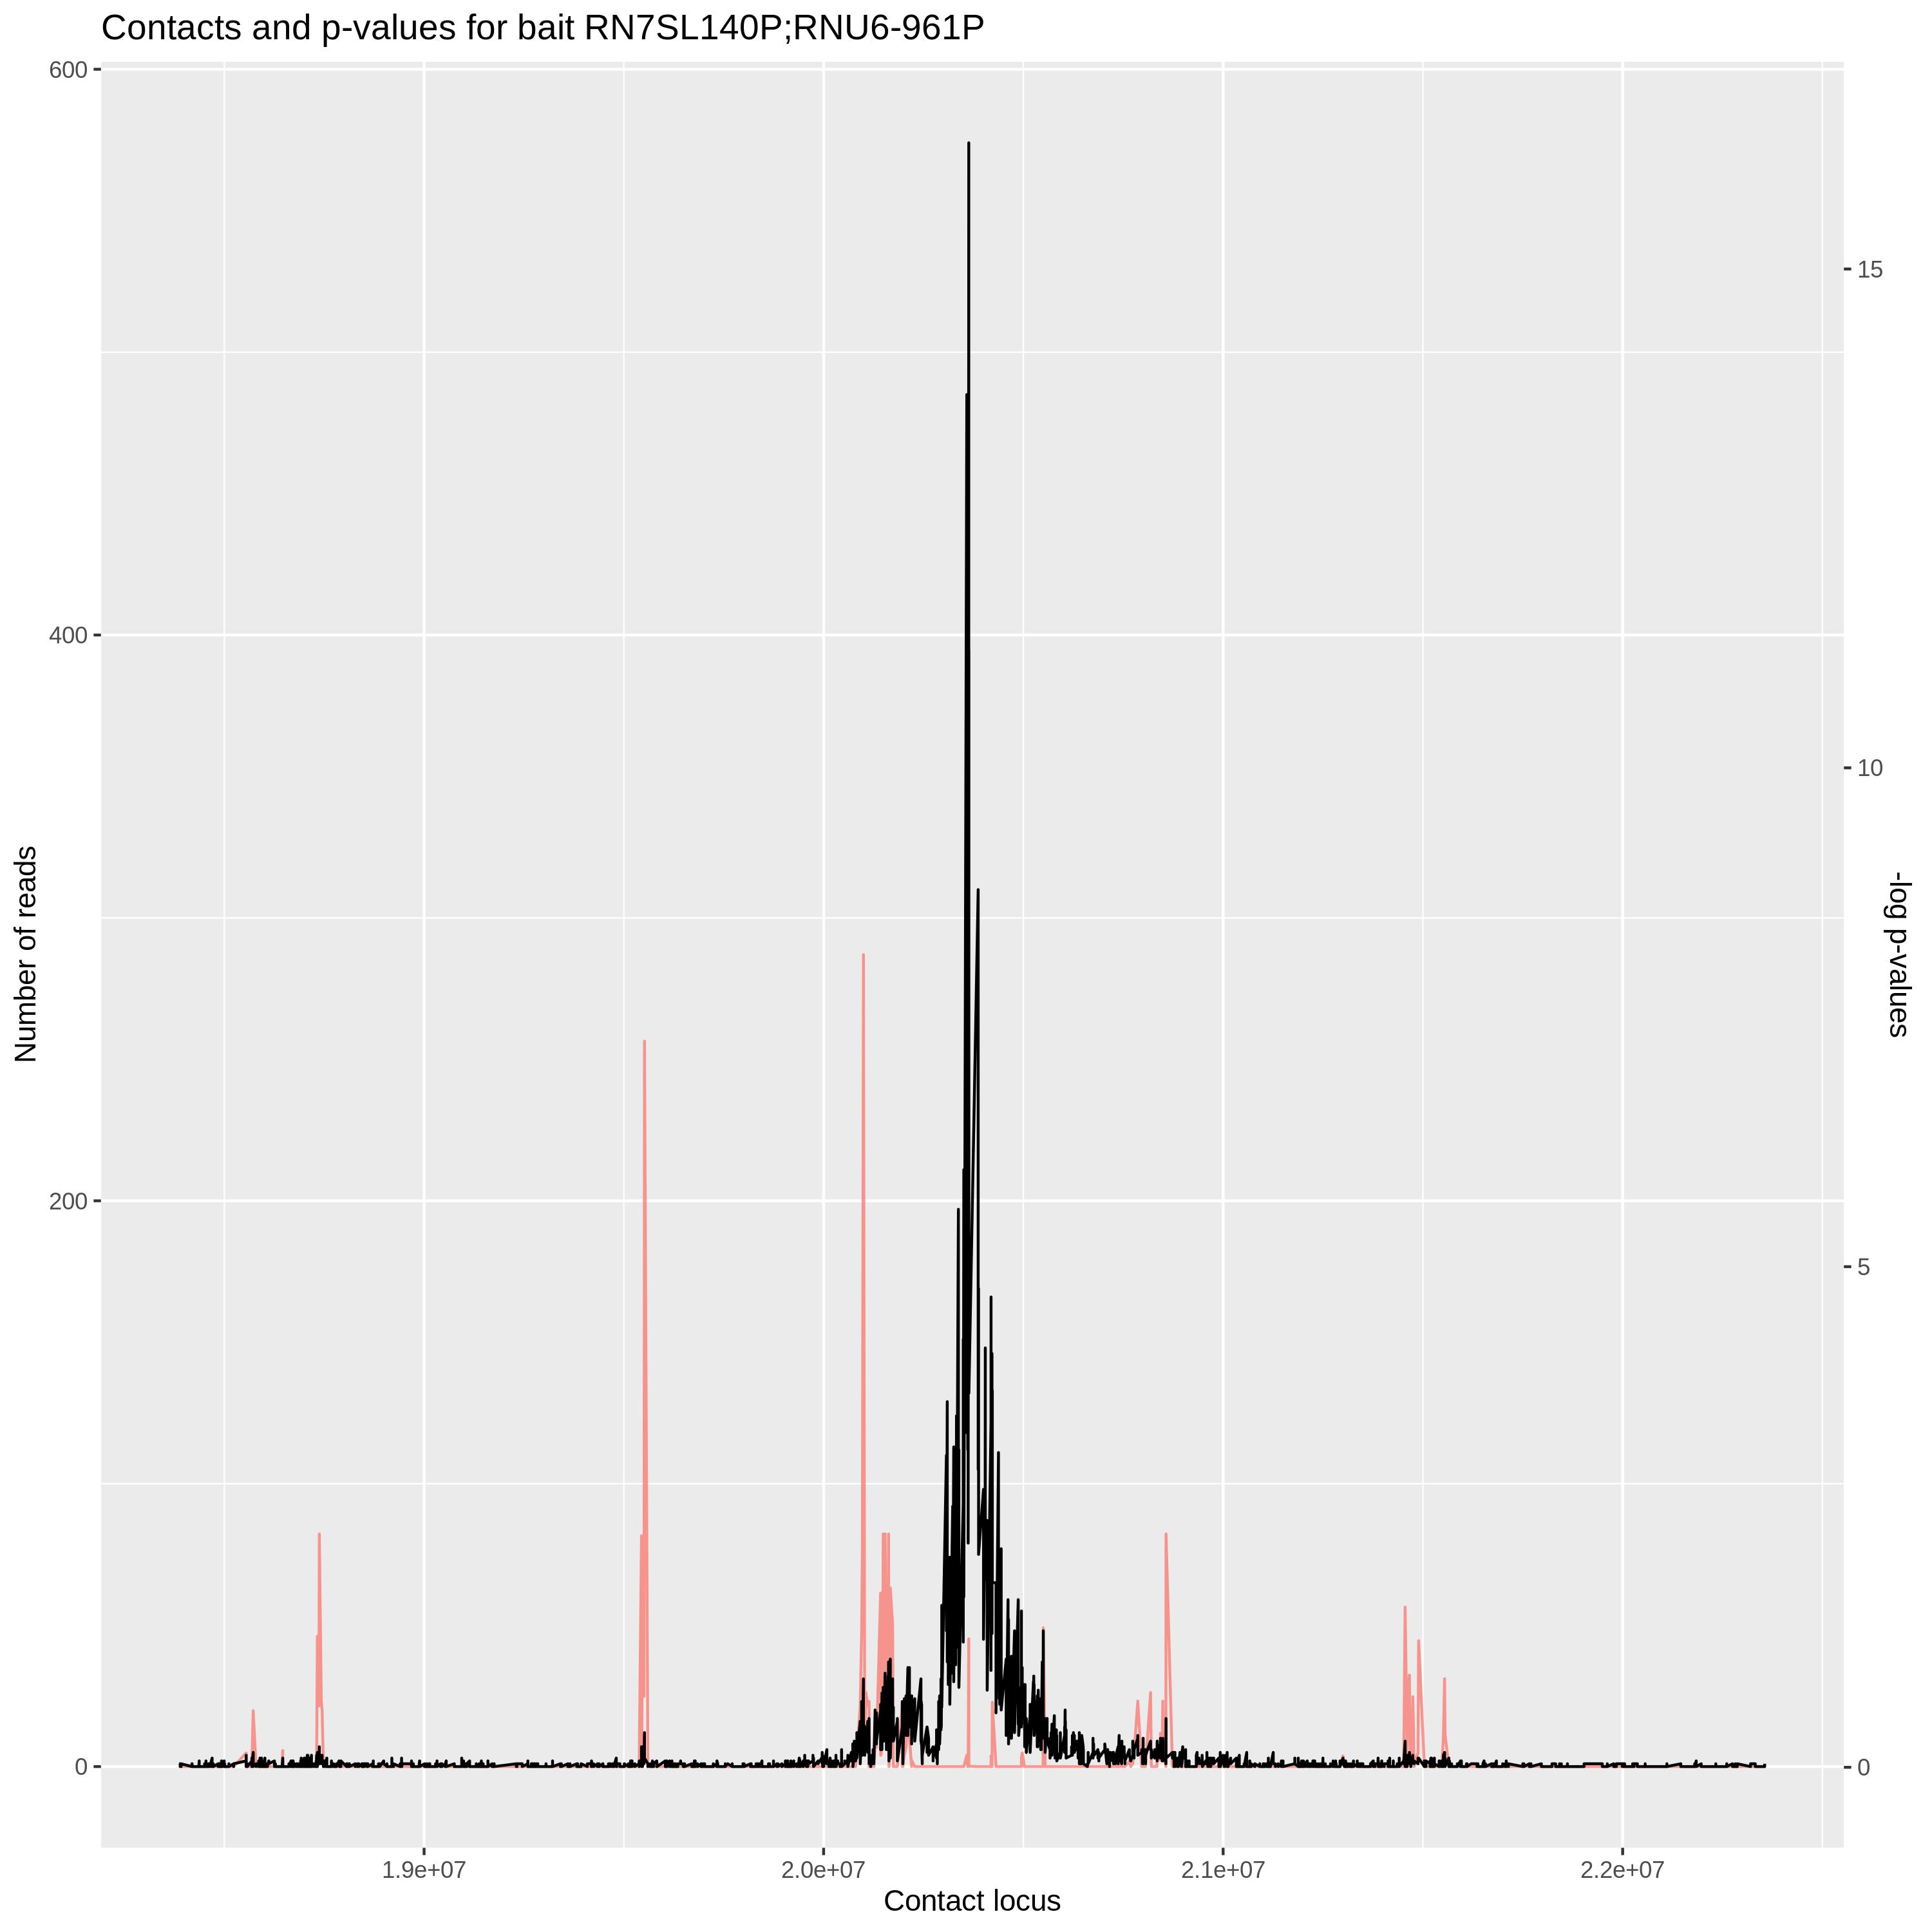 Contacts and p-values for bait RN7SL140P;RNU6-961P
600
400
200
0
Number of reads
15
10
5
0
-log p-values
1.9e+07
2.0e+07
2.1e+07
2.2e+07
Contact locus